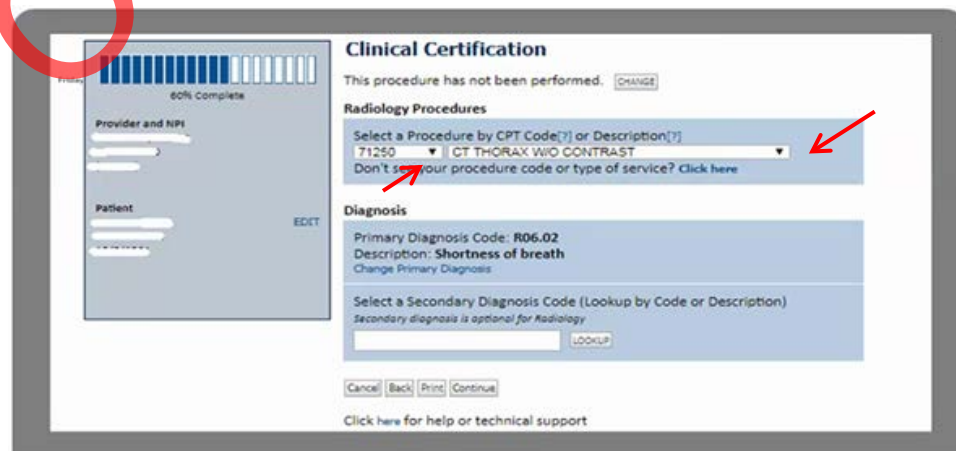 60% Complete
Provider and NPI
Patient
EDIT
Clinical Certification
This procedure has not been performed. CHANGE
Radiology Procedures
Select a Procedure by CPT Code[?] or Description[?]
71250 CT THORAX W/O CONTRAST
Don't see your procedure code or type of service? Click here
Diagnosis
Primary Diagnosis Code: R06.02
Description: Shortness of breath
Change Primary Diagnosis
Select a Secondary Diagnosis Code (Lookup by Code or Description)
Secondary diagnosis is optional for Radiology
LOOKUP
Cancel Back Print Continue
Click here for help or technical support